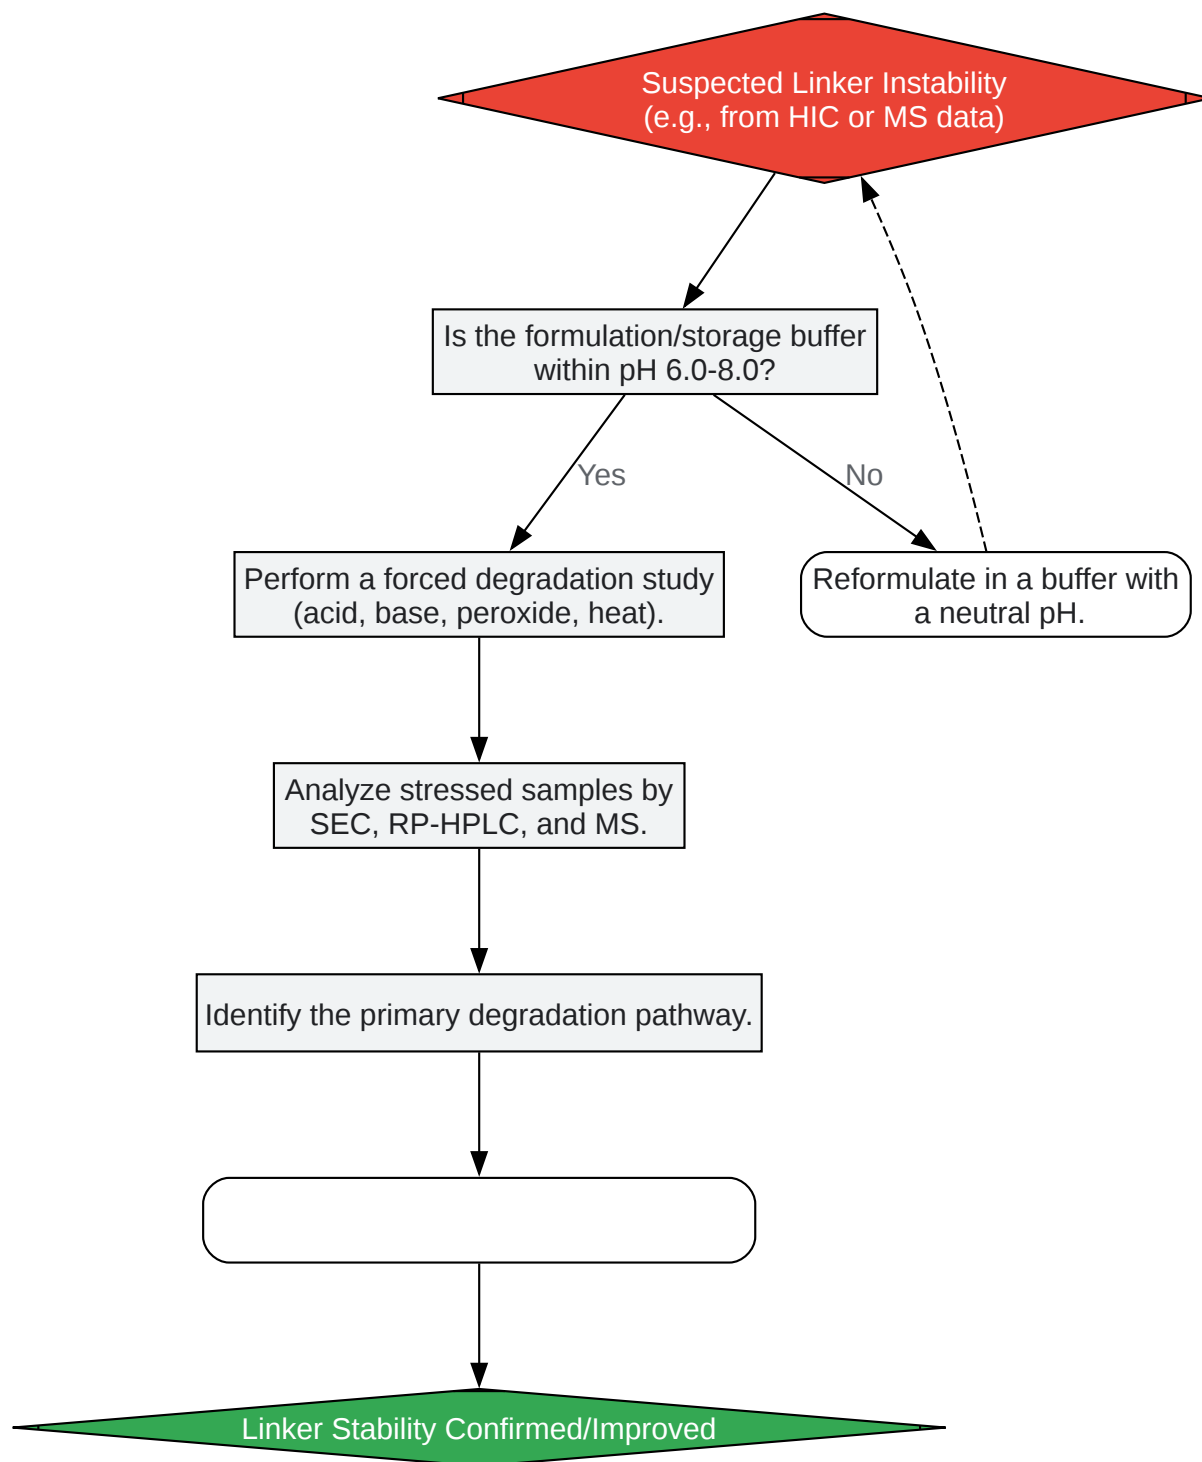 Suspected Linker Instability
(e.g., from HIC or MS data)
Is the formulation/storage buffer
within pH 6.0-8.0?
Yes
No
Perform a forced degradation study
(acid, base, peroxide, heat).
Reformulate in a buffer with
a neutral pH.
Analyze stressed samples by
SEC, RP-HPLC, and MS.
Identify the primary degradation pathway.
Linker Stability Confirmed/Improved